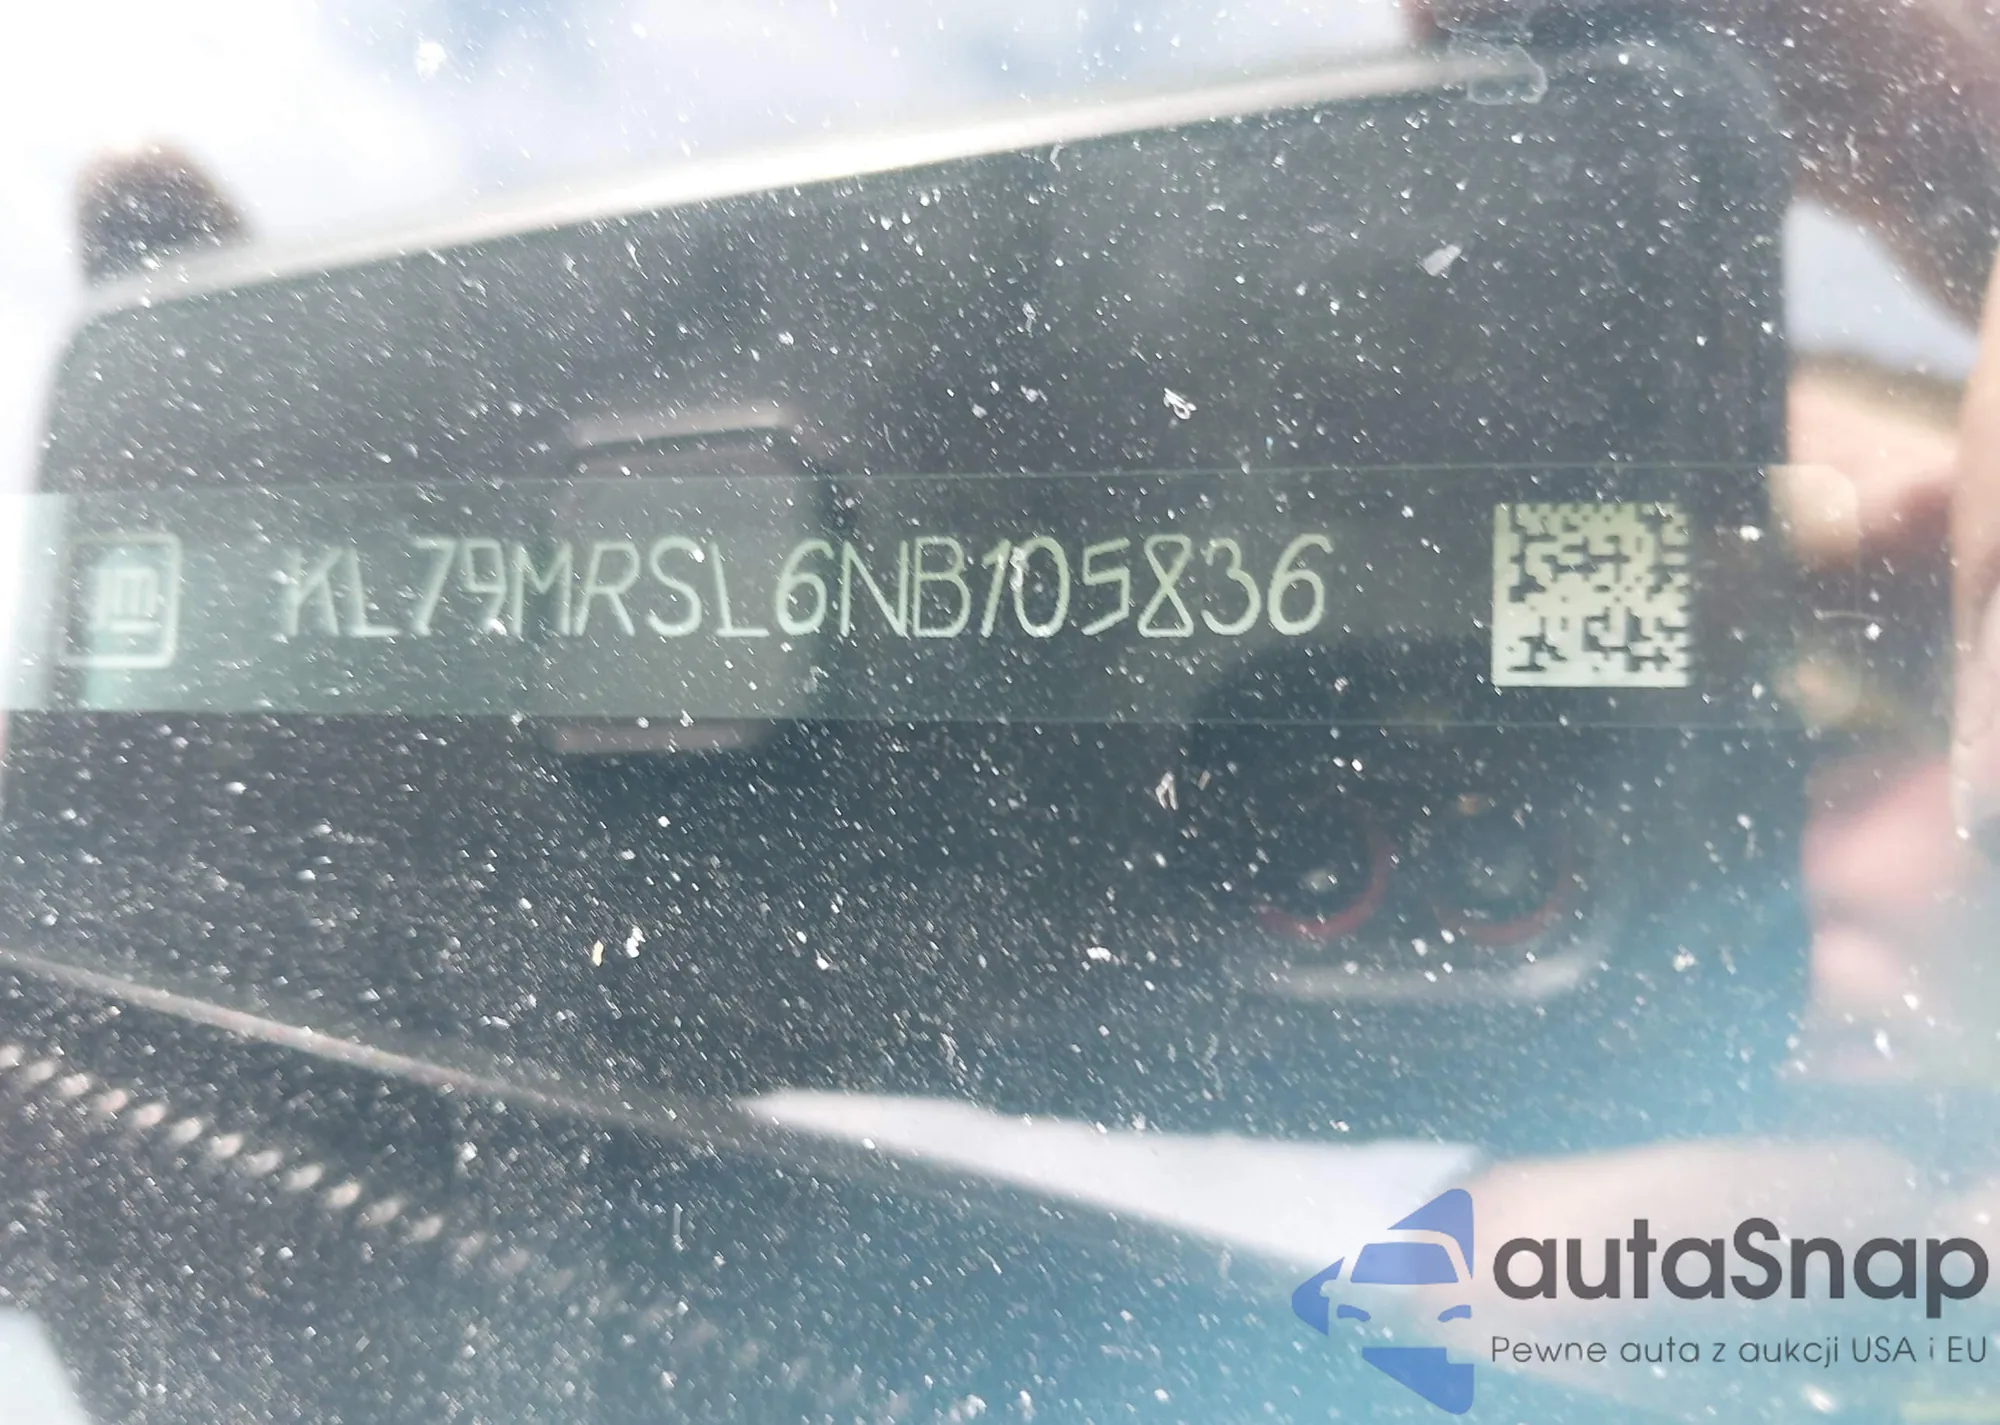 KL79MRSL6NB105836
autaSnap
Pewne auta z aukcji USA i EU